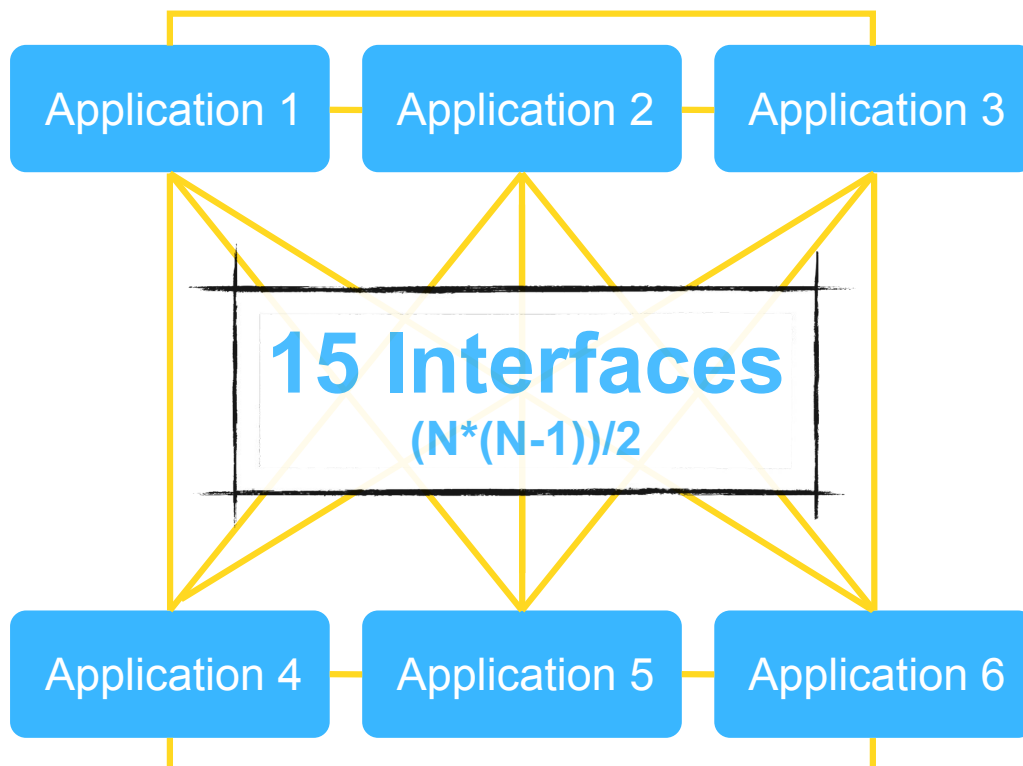 Application 1
Application 2
Application 3
15 Interfaces
(N*(N-1))/2
Application 4
Application 5
Application 6